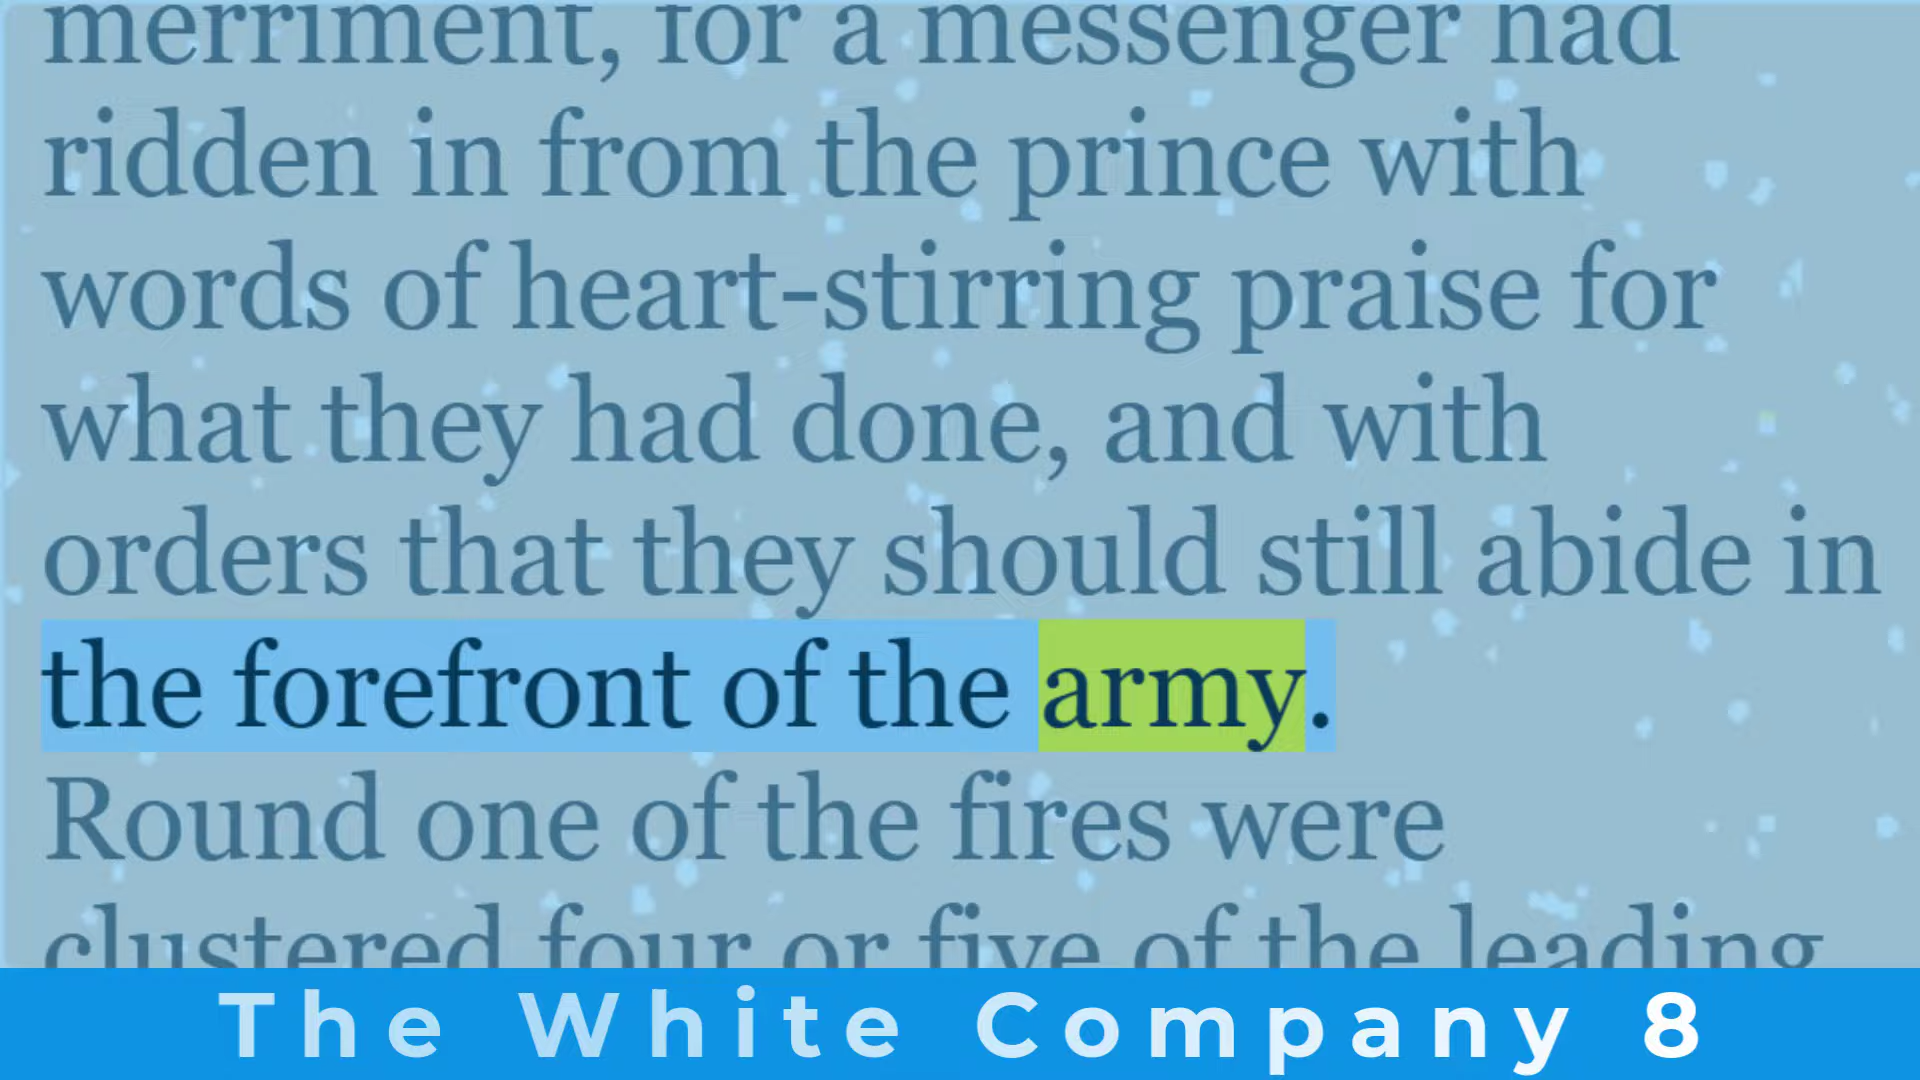 merriment, for a messenger had
ridden in from the prince with
words of heart-stirring praise for
what they had done, and with
orders that they should still abide in
the forefront of the army.
Round one of the fires were
clustered four or five of the leading
The White Company 8